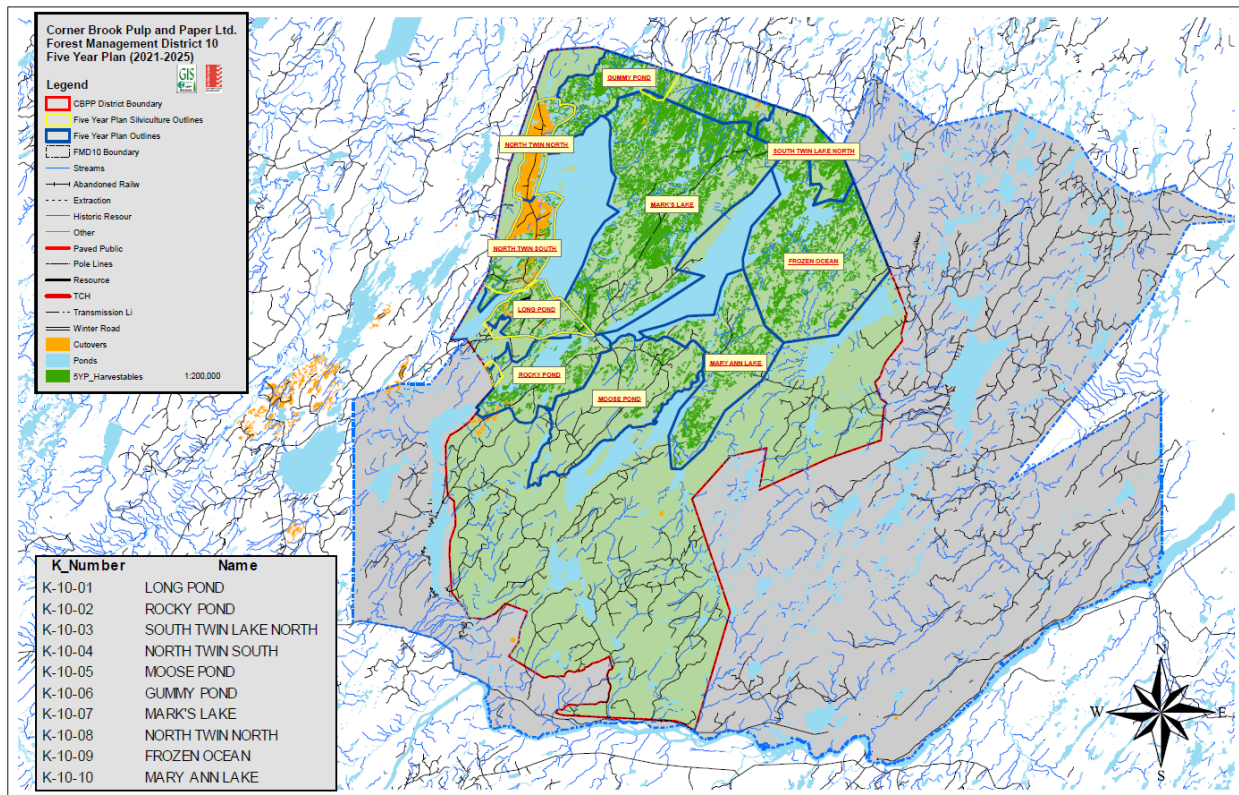 Corner Brook Pulp and Paper Ltd.
Forest Management District 10
Five Year Plan (2021-2025)
GIS
Legend
CBPP District Boundary
Five Year Plan Silviculture Outlines
Five Year Plan Outlines
FMD10 Boundary
Streams
Abandoned Railw
Extraction
Historic Resour
Other
Paved Public
Pole Lines
Resource
TCH
Transmission Li
Winter Road
Cutovers
Ponds
5YP_Harvestables 1:200,000
GUMMY POND
NORTH TWIN NORTH
SOUTH TWIN LAKE NORTH
MARK'S LAKE
NORTH TWIN SOUTH
FROZEN OCEAN
LONG POND
MARY ANN LAKE
ROCKY POND
MOOSE POND
K_Number Name
K-10-01 LONG POND
K-10-02 ROCKY POND
K-10-03 SOUTH TWIN LAKE NORTH
K-10-04 NORTH TWIN SOUTH
K-10-05 MOOSE POND
K-10-06 GUMMY POND
K-10-07 MARK'S LAKE
K-10-08 NORTH TWIN NORTH
K-10-09 FROZEN OCEAN
K-10-10 MARY ANN LAKE
N
W E
S